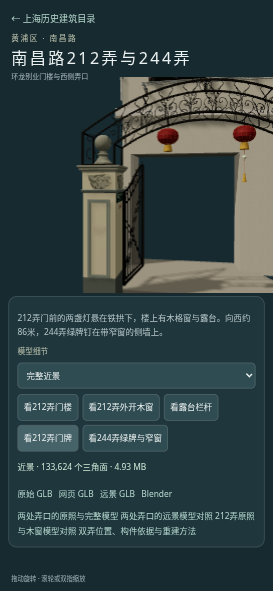 ← 上海历史建筑目录
黄浦区 · 南昌路
南昌路212弄与244弄
环龙别业门楼与西侧弄口
212弄门前的两盏灯悬在铁拱下，楼上有木格窗与露台。向西约
86米，244弄绿牌钉在带窄窗的侧墙上。
模型细节
完整近景
看212弄门楼
看212弄外开木窗
看露台栏杆
看212弄门牌
看244弄绿牌与窄窗
近景 · 133,624 个三角面 · 4.93 MB
原始 GLB 网页 GLB 远景 GLB Blender
两处弄口的原照与完整模型 两处弄口的远景模型对照 212弄原照
与木窗模型对照 双弄位置、构件依据与重建方法
拖动旋转 · 滚轮或双指缩放